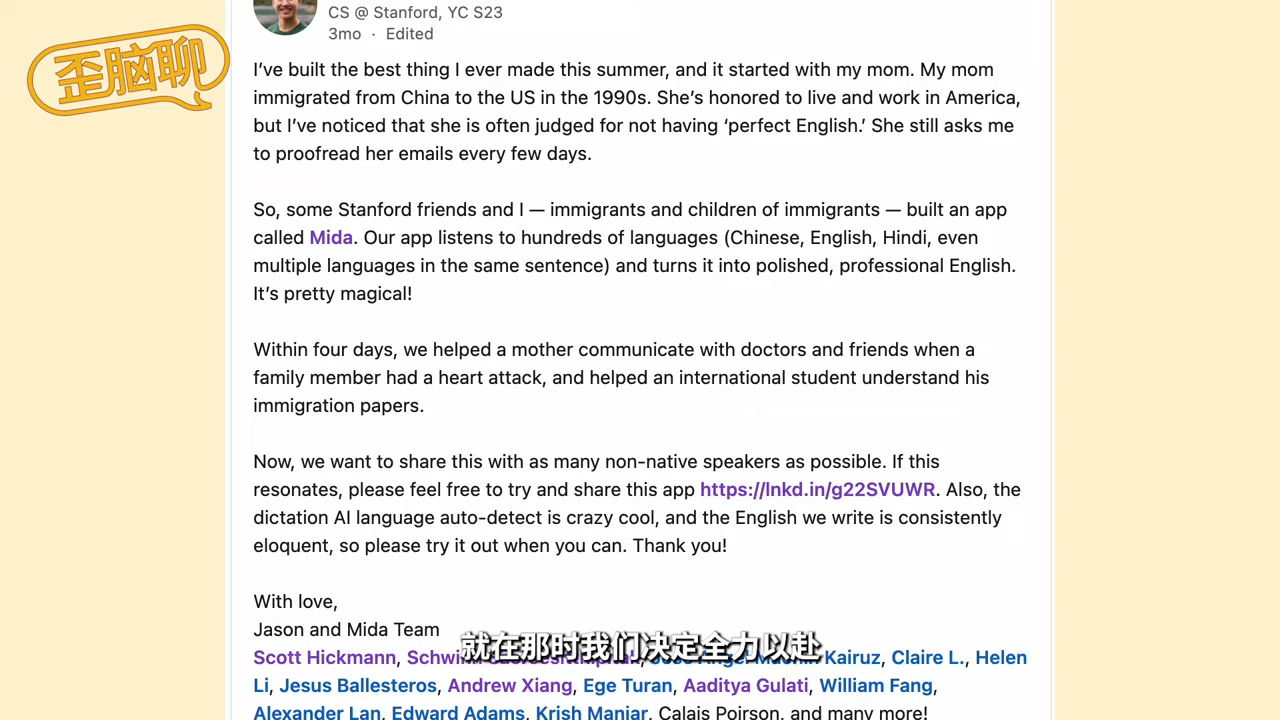 CS @ Stanford, YC S23
3mo · Edited
歪脑聊
I’ve built the best thing I ever made this summer, and it started with my mom. My mom
immigrated from China to the US in the 1990s. She’s honored to live and work in America,
but I’ve noticed that she is often judged for not having ‘perfect English.’ She still asks me
to proofread her emails every few days.
So, some Stanford friends and I — immigrants and children of immigrants — built an app
called Mida. Our app listens to hundreds of languages (Chinese, English, Hindi, even
multiple languages in the same sentence) and turns it into polished, professional English.
It’s pretty magical!
Within four days, we helped a mother communicate with doctors and friends when a
family member had a heart attack, and helped an international student understand his
immigration papers.
Now, we want to share this with as many non-native speakers as possible. If this
resonates, please feel free to try and share this app https://lnkd.in/g22SVUWR. Also, the
dictation AI language auto-detect is crazy cool, and the English we write is consistently
eloquent, so please try it out when you can. Thank you!
With love,
Jason and Mida Team
就在那时我们决定全力以赴
Scott Hickmann, Kairuz, Claire L., Helen
Li, Jesus Ballesteros, Andrew Xiang, Ege Turan, Aaditya Gulati, William Fang,
Alexander Lan, Edward Adams, Krish Maniar, Calais Poirson, and many more!